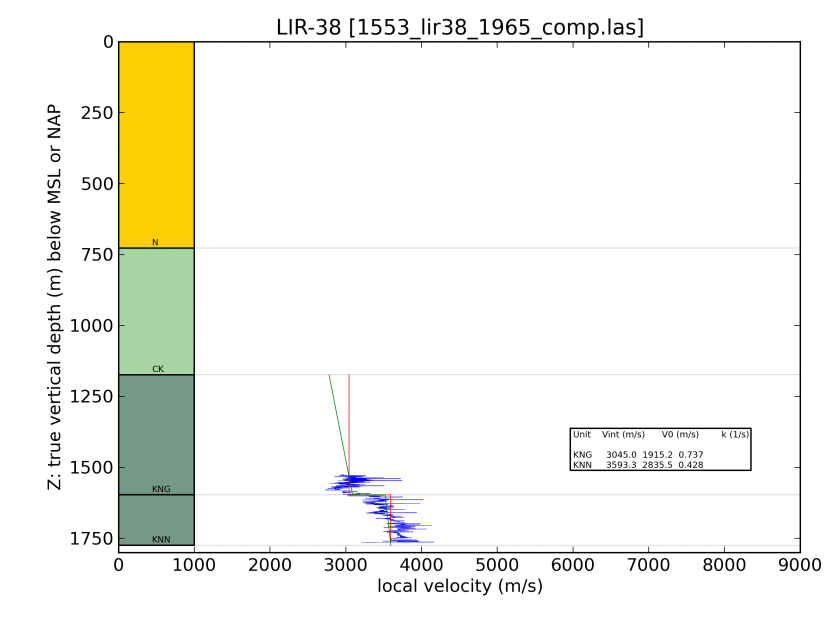 LIR-38 [1553_lir38_1965_comp.las]
Z: true vertical depth (m) below MSL or NAP
0
250
500
750
1000
1250
1500
1750
N
CK
KNG
KNN
Unit Vint (m/s) V0 (m/s) k (1/s)
KNG 3045.0 1915.2 0.737
KNN 3593.3 2835.5 0.428
0 1000 2000 3000 4000 5000 6000 7000 8000 9000
local velocity (m/s)